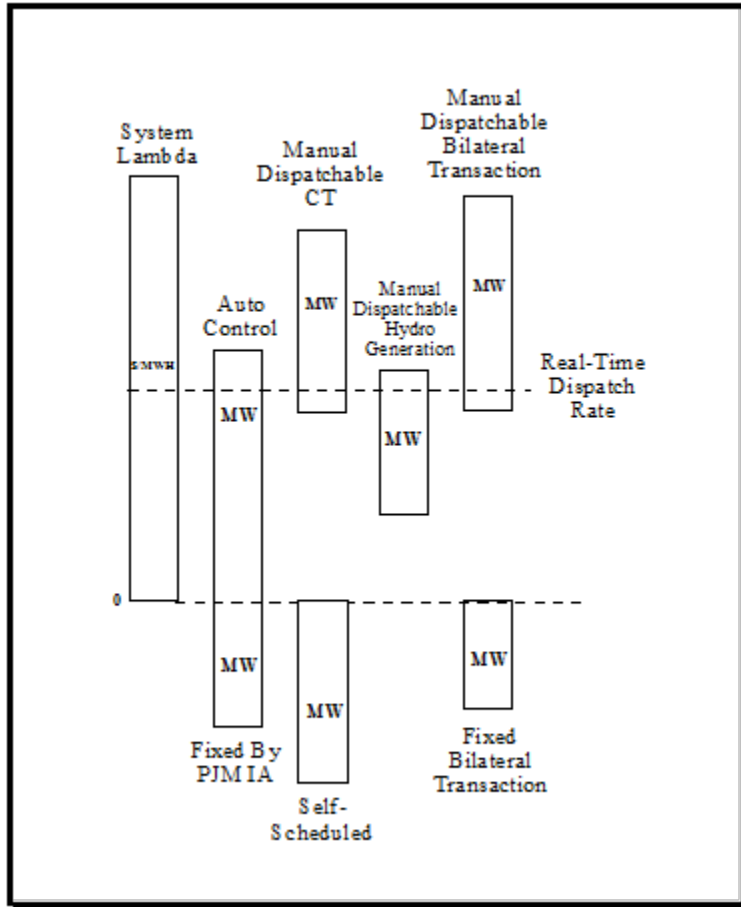 System
Lambda
$/MWH
0
Auto
Control
MW
MW
Fixed By
PJM IA
Manual
Dispatchable
CT
MW
MW
Self-
Scheduled
Manual
Dispatchable
Hydro
Generation
MW
Manual
Dispatchable
Bilateral
Transaction
MW
MW
Fixed
Bilateral
Transaction
Real-Time
Dispatch
Rate